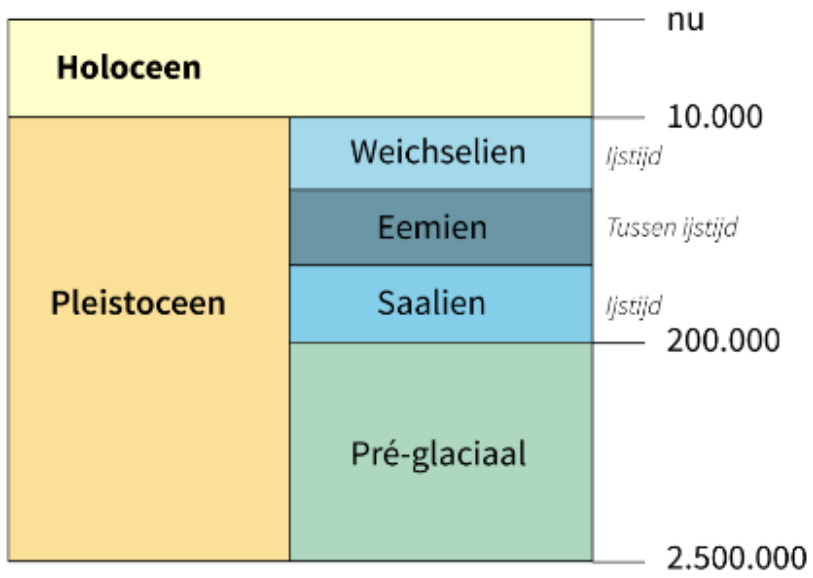 nu
Holoceen
10.000
Weichselien Ijstijd
Eemien Tussen ijstijd
Pleistoceen Saalien Ijstijd
200.000
Pré-glaciaal
2.500.000